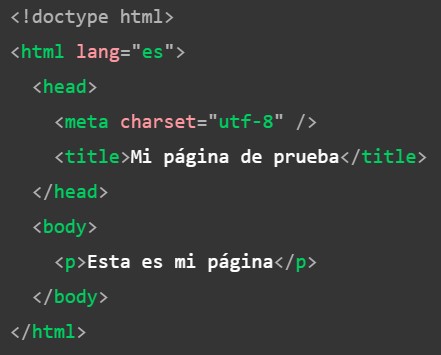 <!doctype html>
<html lang="es">
  <head>
    <meta charset="utf-8" />
    <title>Mi página de prueba</title>
  </head>
  <body>
    <p>Esta es mi página</p>
  </body>
</html>